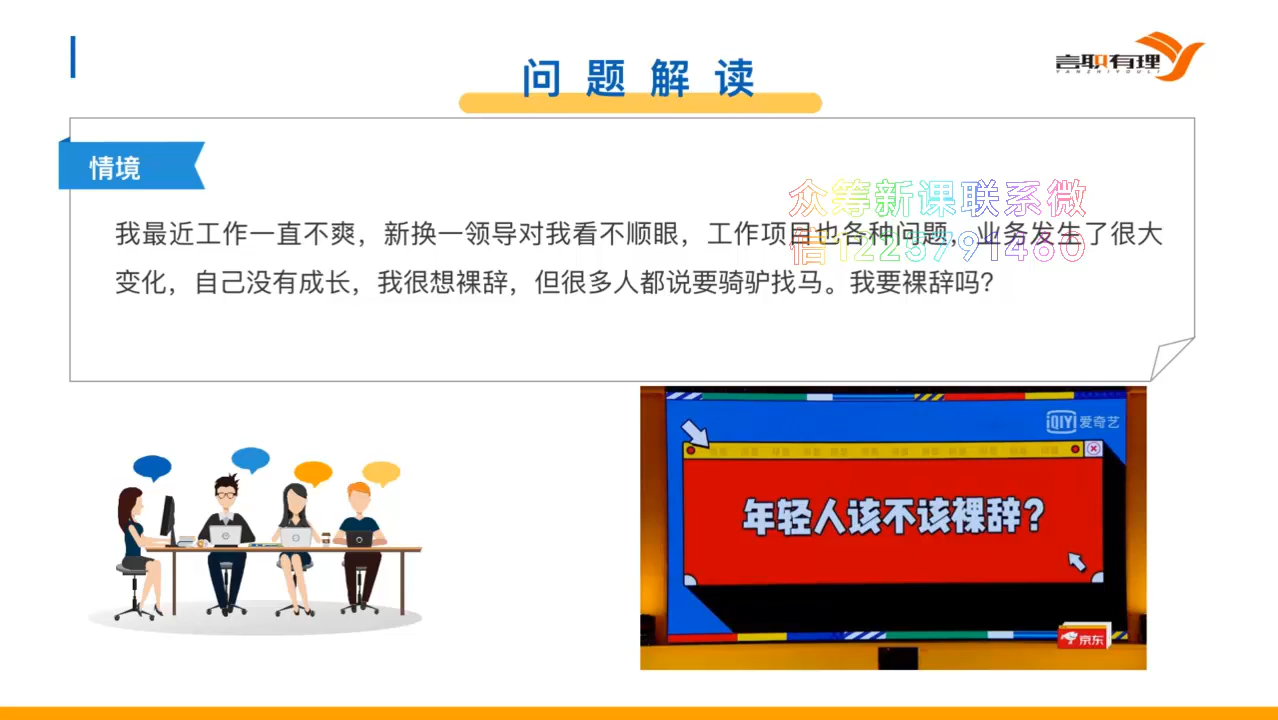 言职有理
YANZHIYOULI
问题解读
情境
众筹新课联系微
信1225791460
我最近工作一直不爽，新换一领导对我看不顺眼，工作项目也各种问题，业务发生了很大
变化，自己没有成长，我很想裸辞，但很多人都说要骑驴找马。我要裸辞吗？
iQIYI 爱奇艺
年轻人该不该裸辞？
京东